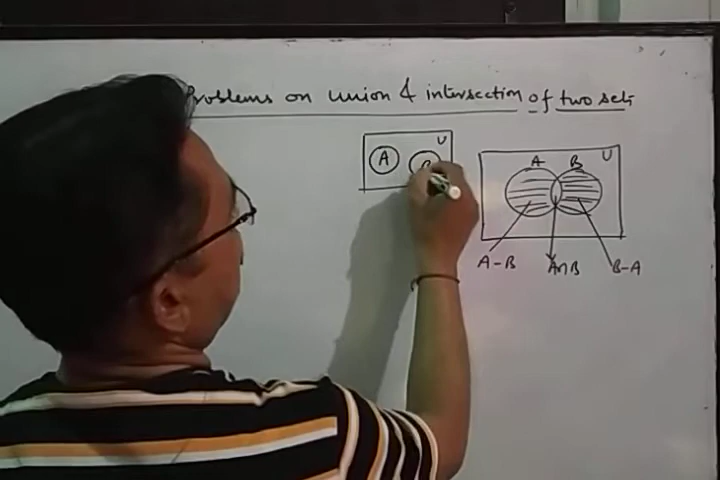 Problems on union & intersection of two sets
U
A B
A B U
A-B A∩B B-A